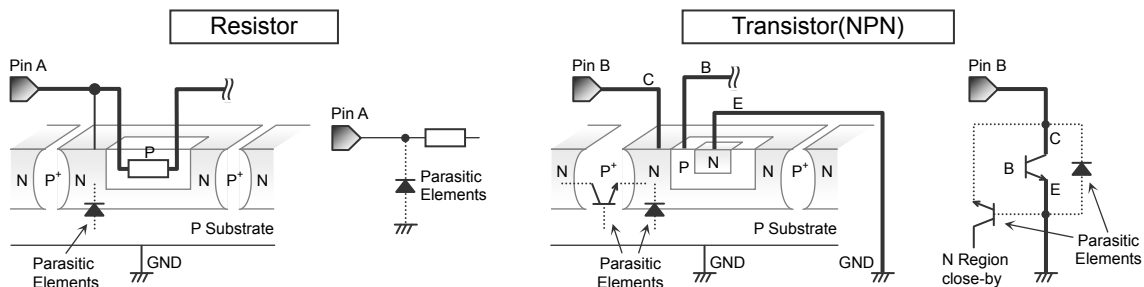 Resistor
Transistor(NPN)
Pin A
Pin A
P
N
P⁺
N
N
P⁺
N
Parasitic
Elements
P Substrate
Parasitic
Elements
GND
Pin B
C
B
E
Pin B
P
N
N
P⁺
N
N
P⁺
N
P Substrate
Parasitic
Elements
GND
GND
C
B
E
N Region
close-by
Parasitic
Elements